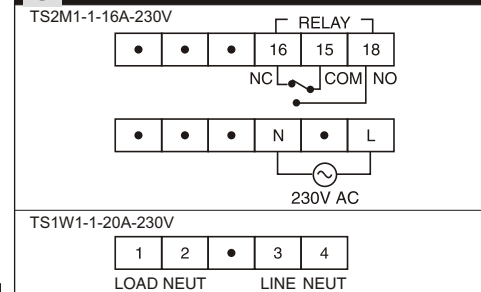 TS2M1-1-16A-230V
RELAY
16 15 18
NC COM NO
N L
230V AC
TS1W1-1-20A-230V
1 2 3 4
LOAD NEUT LINE NEUT